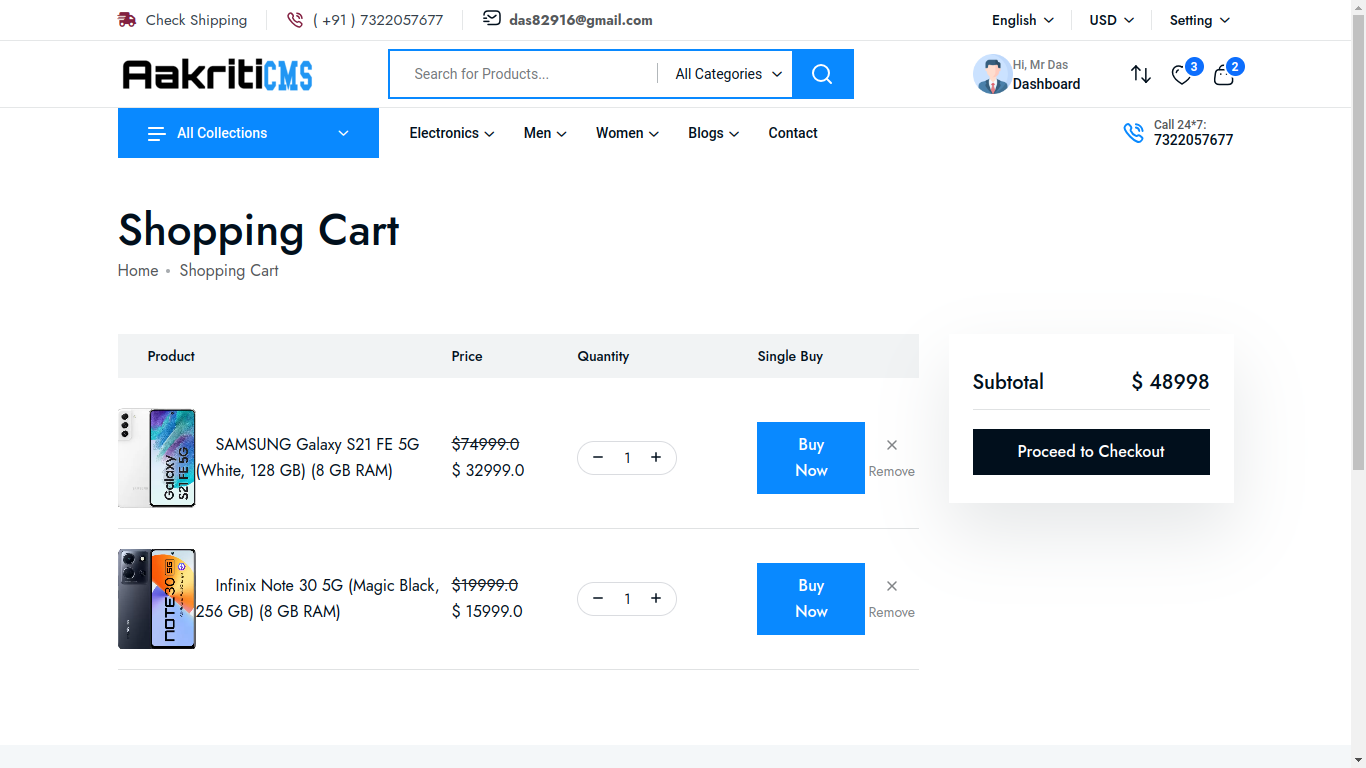 Check Shipping
( +91 ) 7322057677
das82916@gmail.com
English
USD
Setting
AakritiCMS
Search for Products...
All Categories
Hi, Mr Das
Dashboard
3
2
All Collections
Electronics
Men
Women
Blogs
Contact
Call 24*7:
7322057677
Shopping Cart
Home • Shopping Cart
Product
Price
Quantity
Single Buy
Galaxy
S21 FE 5G
SAMSUNG Galaxy S21 FE 5G
(White, 128 GB) (8 GB RAM)
$74999.0
$ 32999.0
− 1 +
Buy
Now
×
Remove
NOTE 30 5G
Infinix Note 30 5G (Magic Black,
256 GB) (8 GB RAM)
$19999.0
$ 15999.0
− 1 +
Buy
Now
×
Remove
Subtotal
$ 48998
Proceed to Checkout